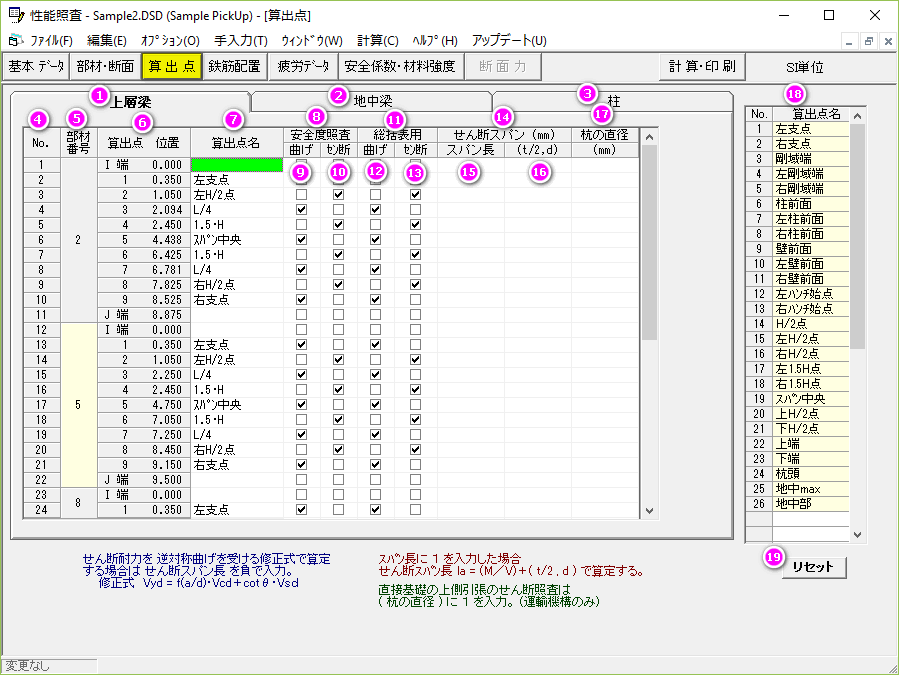 性能照査 - Sample2.DSD (Sample PickUp) - [算出点]
ﾌｧｲﾙ(F) 編集(E) ｵﾌﾟｼｮﾝ(O) 手入力(T) ｳｨﾝﾄﾞｳ(W) 計算(C) ﾍﾙﾌﾟ(H) アップデート(U)
基本 ﾃﾞｰﾀ 部材･断面 算 出 点 鉄筋配置 疲労ﾃﾞｰﾀ 安全係数･材料強度 断 面 力 計 算･印 刷 SI単位
1 上層梁 2 地中梁 3 柱
4 5 6 7 8 11 14 17
No. 部材番号 算出点 位置 算出点名 安全度照査 総括表用 せん断スパン (mm) 杭の直径
曲げ ｾﾝ断 曲げ ｾﾝ断 スパン長 (t/2,d) (mm)
9 10 12 13 15 16
1 I 端 0.000
2 1 0.350 左支点
3 2 1.050 左H/2点
4 3 2.094 L/4
5 4 2.450 1.5･H
6 2 5 4.438 ｽﾊﾟﾝ中央
7 6 6.425 1.5･H
8 7 6.781 L/4
9 8 7.825 右H/2点
10 9 8.525 右支点
11 J 端 8.875
12 I 端 0.000
13 1 0.350 左支点
14 2 1.050 左H/2点
15 3 2.250 L/4
16 4 2.450 1.5･H
17 5 5 4.750 ｽﾊﾟﾝ中央
18 6 7.050 1.5･H
19 7 7.250 L/4
20 8 8.450 右H/2点
21 9 9.150 右支点
22 J 端 9.500
23 8 I 端 0.000
24 1 0.350 左支点
18
No. 算出点名
1 左支点
2 右支点
3 剛域端
4 左剛域端
5 右剛域端
6 柱前面
7 左柱前面
8 右柱前面
9 壁前面
10 左壁前面
11 右壁前面
12 左ﾊﾝﾁ始点
13 右ﾊﾝﾁ始点
14 H/2点
15 左H/2点
16 右H/2点
17 左1.5H点
18 右1.5H点
19 ｽﾊﾟﾝ中央
20 上H/2点
21 下H/2点
22 上端
23 下端
24 杭頭
25 地中max
26 地中部
19 リセット
せん断耐力を 逆対称曲げを受ける修正式で算定
する場合は せん断スパン長 を負で入力。
修正式 Vyd = f(a/d)･Vcd+cotθ･Vsd
ｽﾊﾟﾝ長に 1 を入力した場合
せん断ｽﾊﾟﾝ長 la = (M／V)+( t/2 , d ) で算定する。
直接基礎の上側引張のせん断照査は
( 杭の直径 ) に 1 を入力。(運輸機構のみ)
変更なし